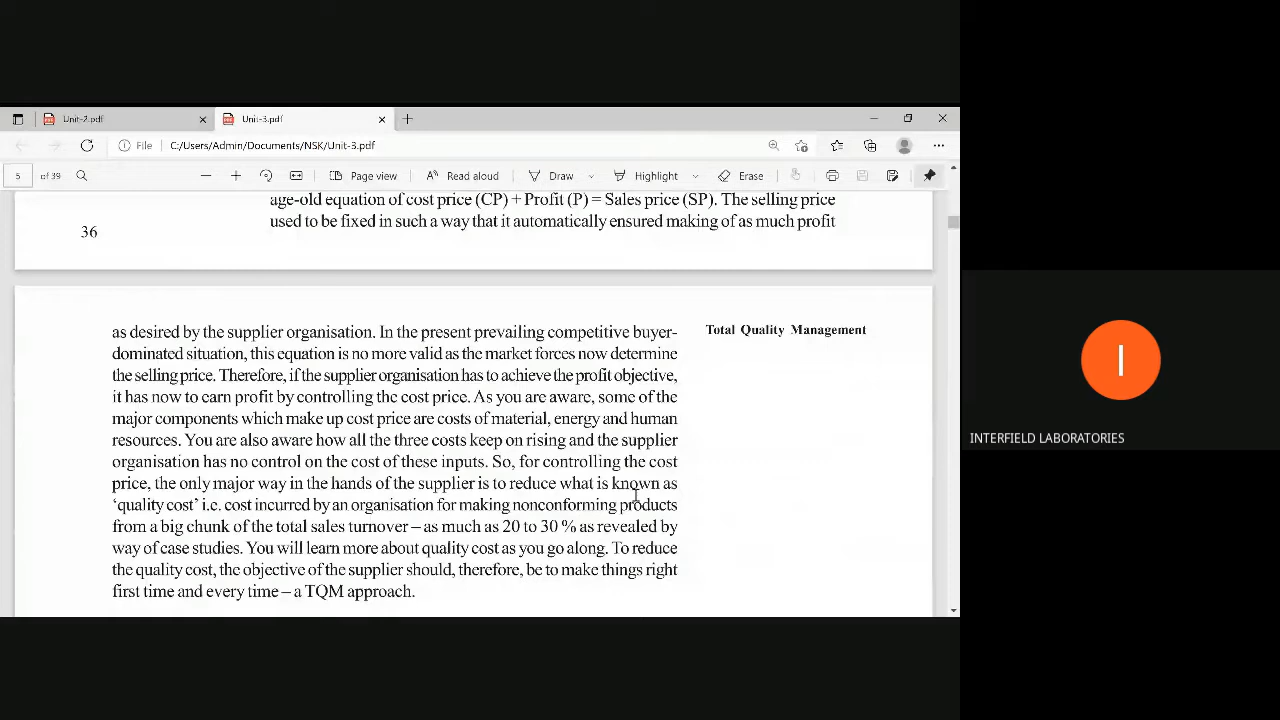 Unit-2.pdf
Unit-3.pdf
File C:/Users/Admin/Documents/NSK/Unit-3.pdf
5 of 39 Page view Read aloud Draw Highlight Erase
age-old equation of cost price (CP) + Profit (P) = Sales price (SP). The selling price
used to be fixed in such a way that it automatically ensured making of as much profit
36
as desired by the supplier organisation. In the present prevailing competitive buyer-
dominated situation, this equation is no more valid as the market forces now determine
the selling price. Therefore, if the supplier organisation has to achieve the profit objective,
it has now to earn profit by controlling the cost price. As you are aware, some of the
major components which make up cost price are costs of material, energy and human
resources. You are also aware how all the three costs keep on rising and the supplier
organisation has no control on the cost of these inputs. So, for controlling the cost
price, the only major way in the hands of the supplier is to reduce what is known as
‘quality cost’ i.e. cost incurred by an organisation for making nonconforming products
from a big chunk of the total sales turnover – as much as 20 to 30 % as revealed by
way of case studies. You will learn more about quality cost as you go along. To reduce
the quality cost, the objective of the supplier should, therefore, be to make things right
first time and every time – a TQM approach.
Total Quality Management
I
INTERFIELD LABORATORIES